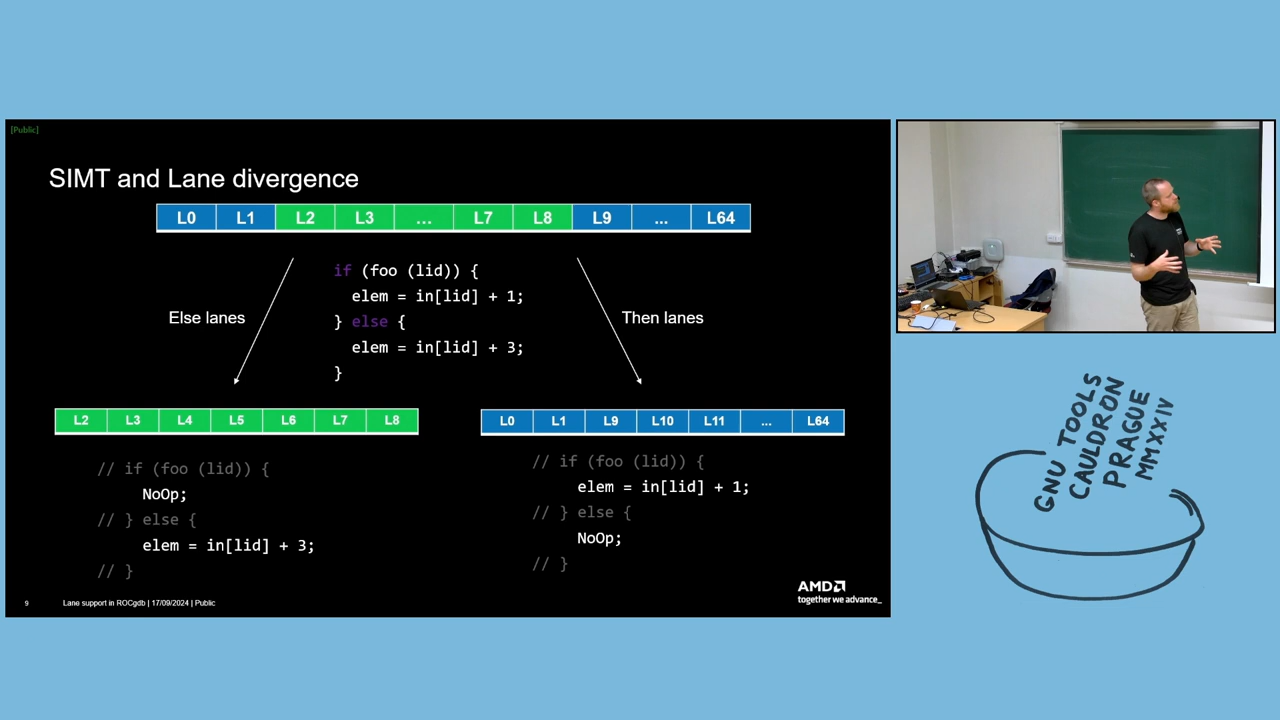 [Public]
SIMT and Lane divergence
L0 L1 L2 L3 ... L7 L8 L9 ... L64
if (foo (lid)) {
elem = in[lid] + 1;
} else {
elem = in[lid] + 3;
}
Else lanes
Then lanes
L2 L3 L4 L5 L6 L7 L8
// if (foo (lid)) {
NoOp;
// } else {
elem = in[lid] + 3;
// }
L0 L1 L9 L10 L11 ... L64
// if (foo (lid)) {
elem = in[lid] + 1;
// } else {
NoOp;
// }
9 Lane support in ROCgdb | 17/09/2024 | Public
AMD
together we advance_
GNU TOOLS
CAULDRON
PRAGUE
MMXXIV